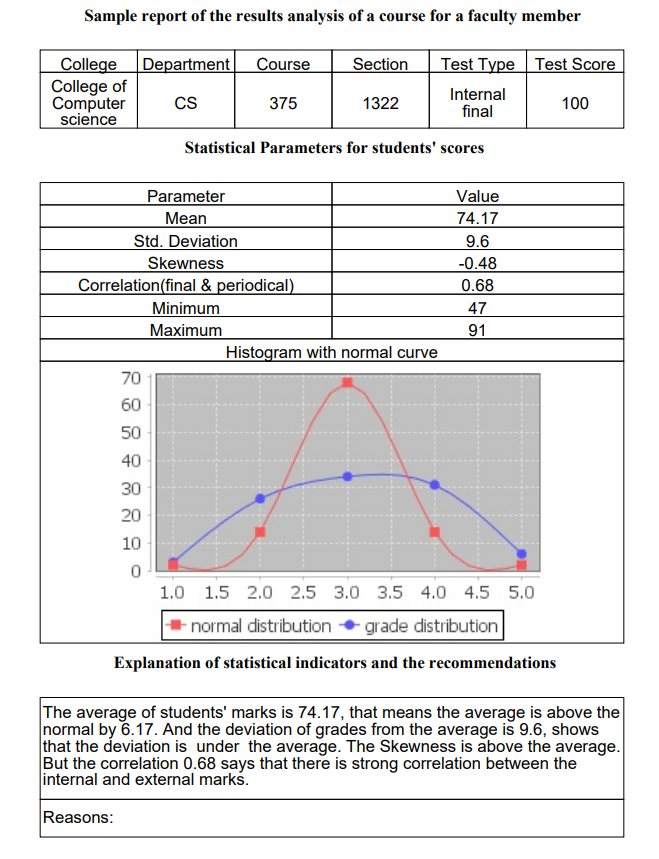 Sample report of the results analysis of a course for a faculty member
College Department Course Section Test Type Test Score
College of Computer science CS 375 1322 Internal final 100
Statistical Parameters for students' scores
Parameter Value
Mean 74.17
Std. Deviation 9.6
Skewness -0.48
Correlation(final & periodical) 0.68
Minimum 47
Maximum 91
Histogram with normal curve
70
60
50
40
30
20
10
0
1.0 1.5 2.0 2.5 3.0 3.5 4.0 4.5 5.0
normal distribution grade distribution
Explanation of statistical indicators and the recommendations
The average of students' marks is 74.17, that means the average is above the
normal by 6.17. And the deviation of grades from the average is 9.6, shows
that the deviation is under the average. The Skewness is above the average.
But the correlation 0.68 says that there is strong correlation between the
internal and external marks.
Reasons: